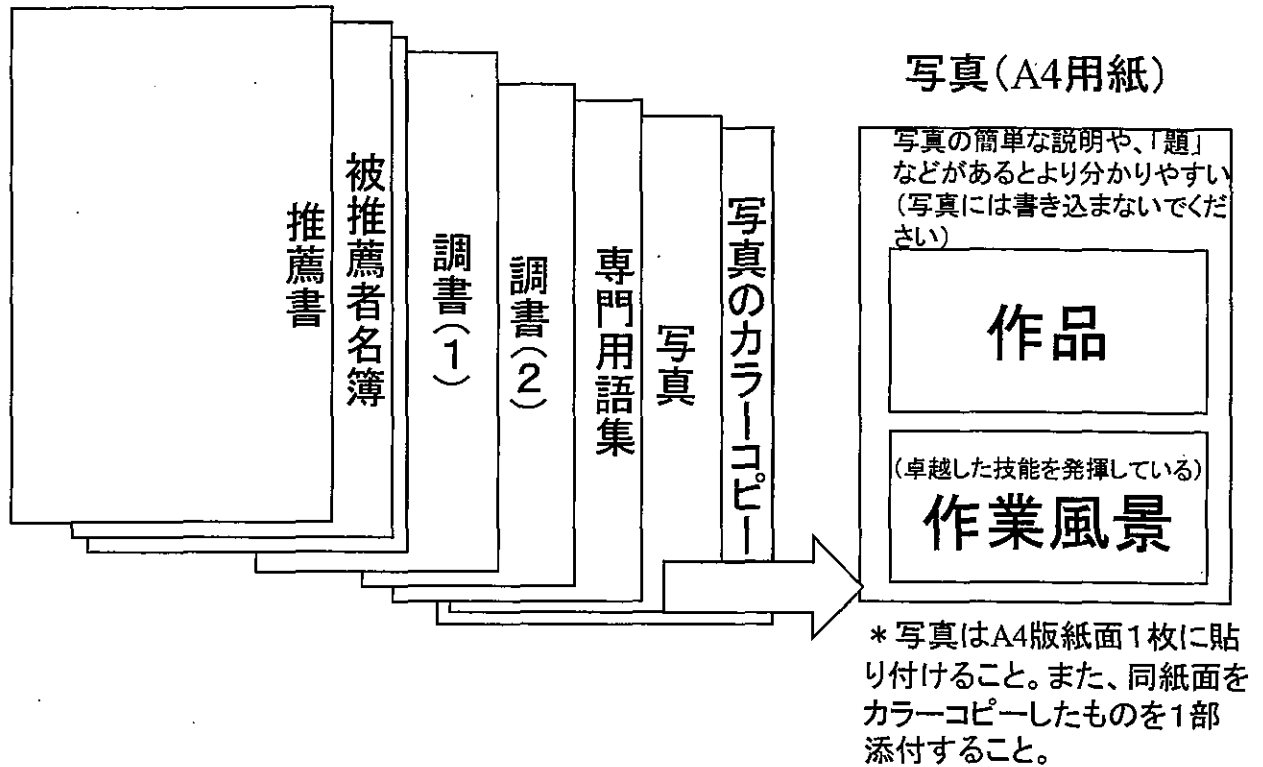 推薦書
被推薦者名簿
調書(1)
調書(2)
専門用語集
写真
写真のカラーコピー
写真(A4用紙)
写真の簡単な説明や、「題」
などがあるとより分かりやすい
(写真には書き込まないでくだ
さい)
作品
(卓越した技能を発揮している)
作業風景
*写真はA4版紙面1枚に貼
り付けること。また、同紙面を
カラーコピーしたものを1部
添付すること。